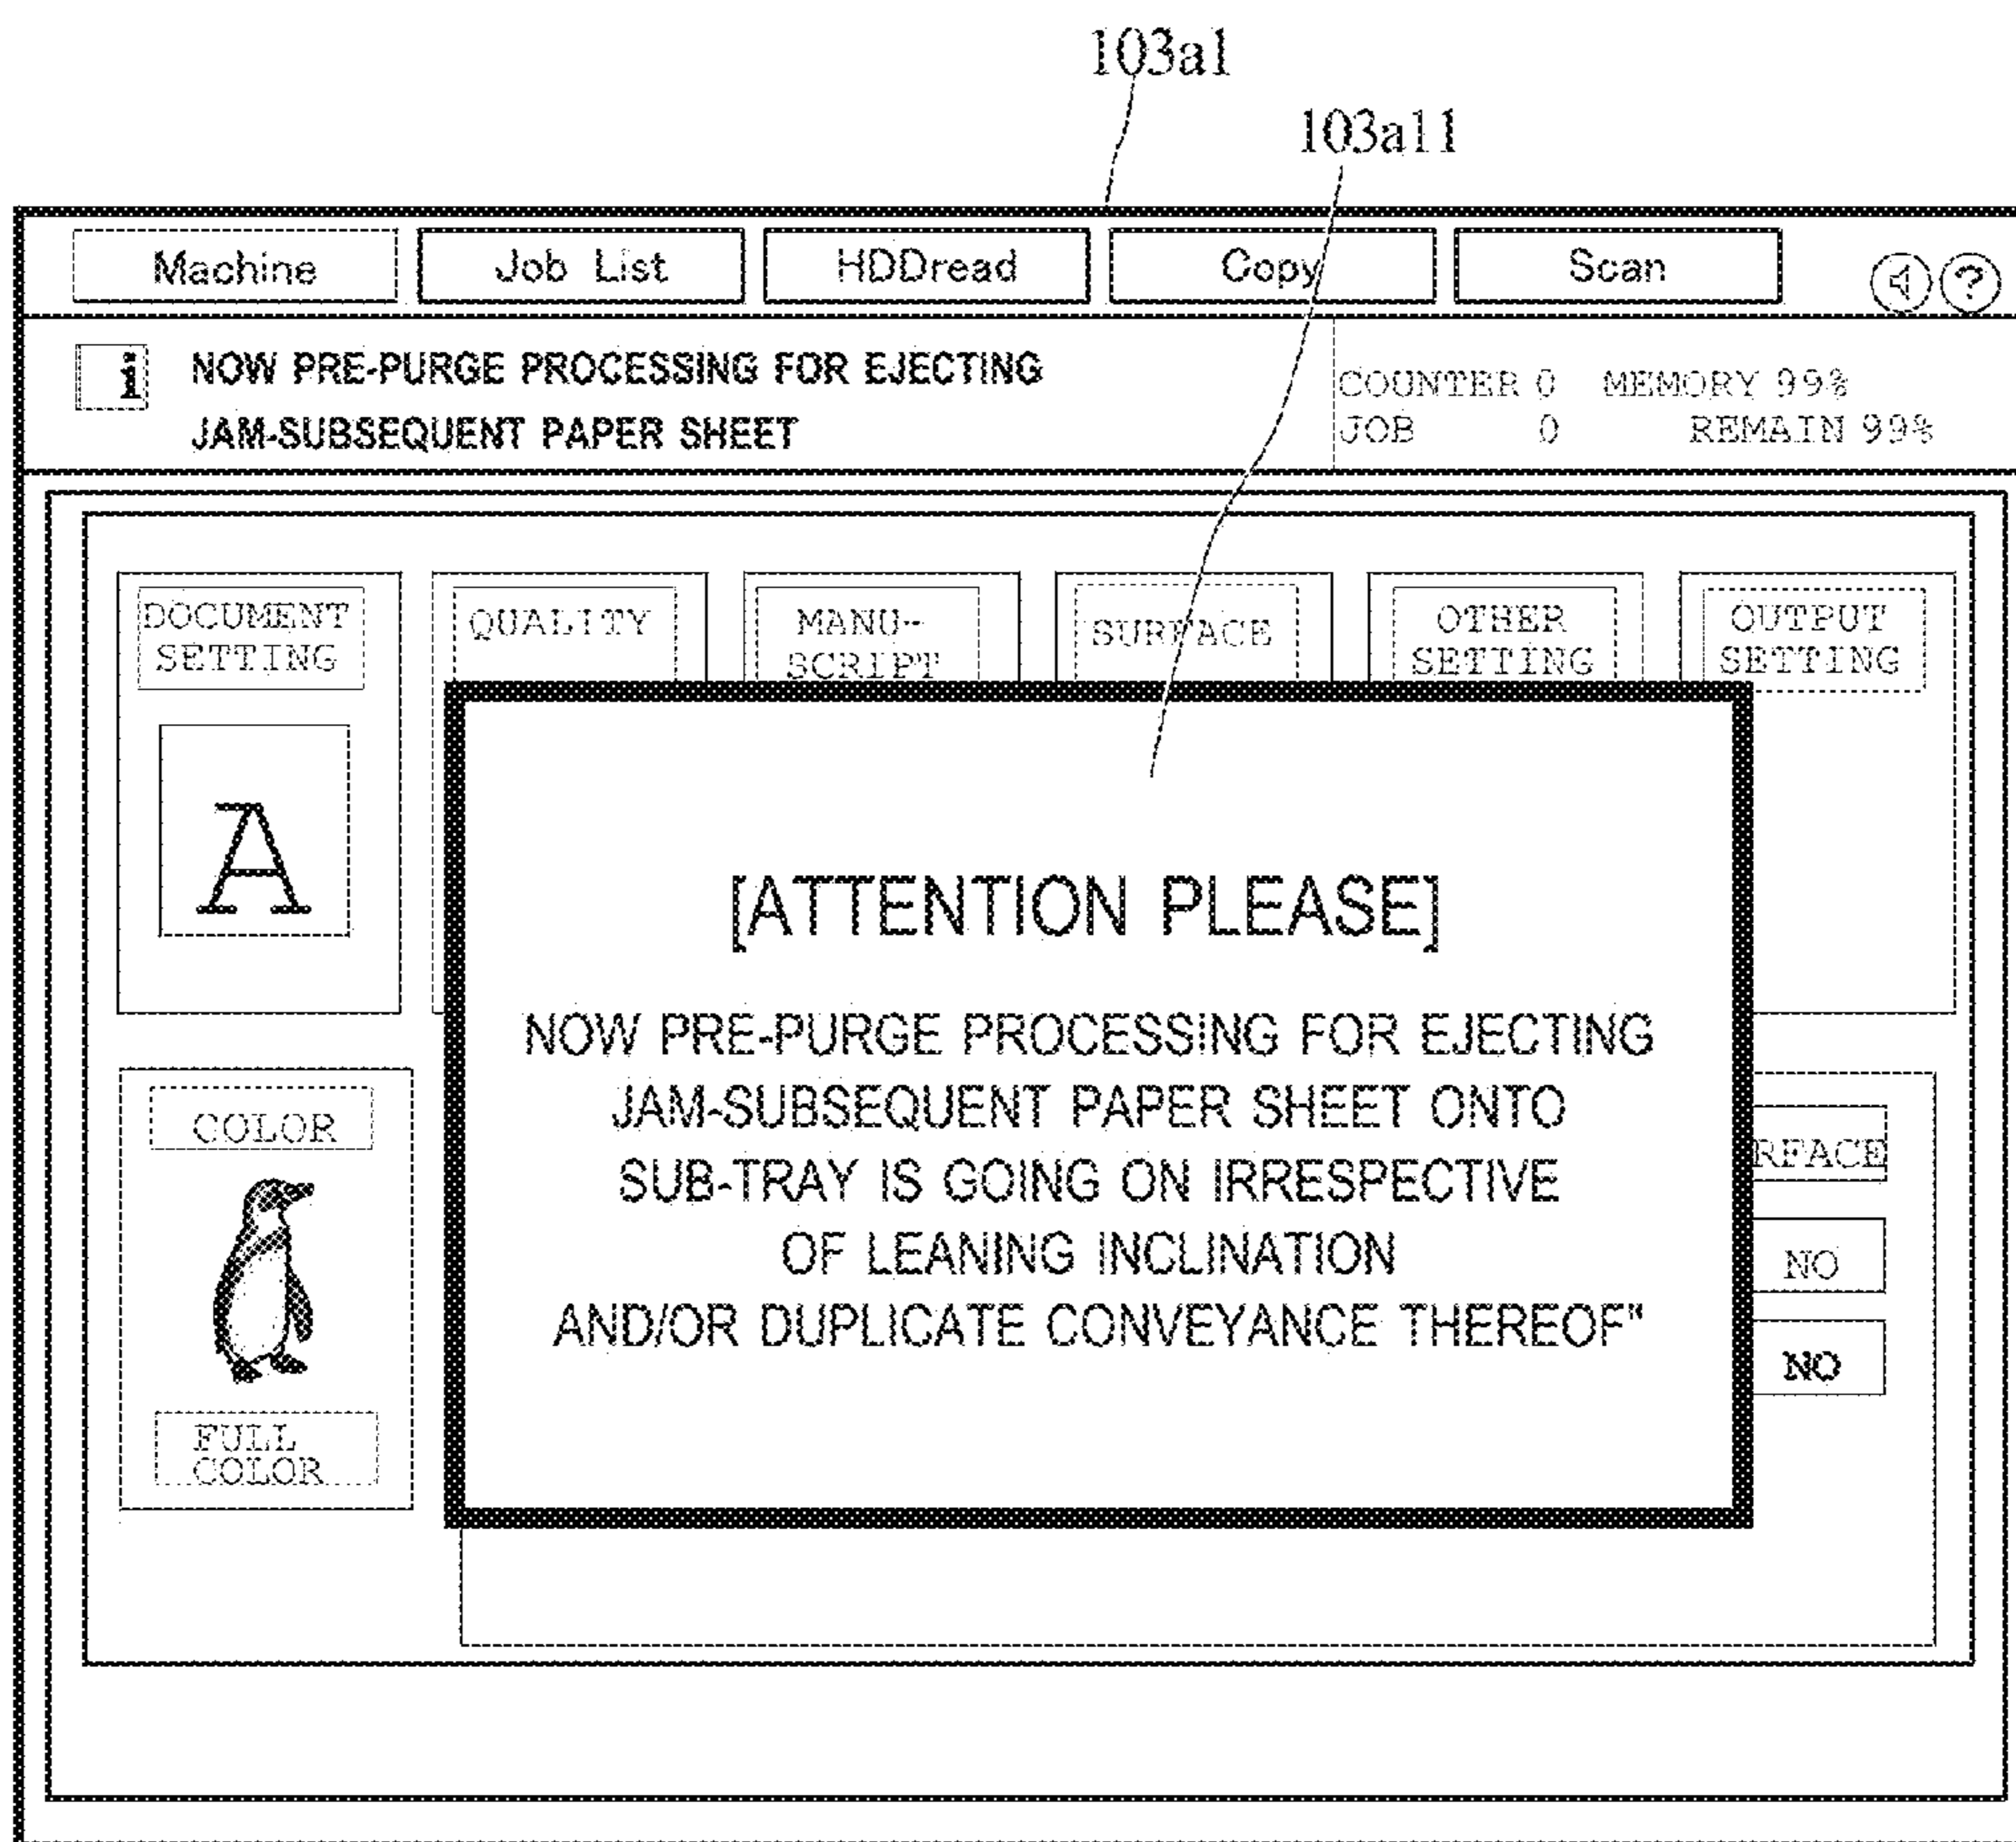 103a1
103a11
Machine
Job List
HDDread
Copy
Scan
?
i
NOW PRE-PURGE PROCESSING FOR EJECTING
JAM-SUBSEQUENT PAPER SHEET
COUNTER 0 MEMORY 99%
JOB 0 REMAIN 99%
DOCUMENT
SETTING
QUALITY
MANU-
SCRIPT
SURFACE
OTHER
SETTING
OUTPUT
SETTING
A
[ATTENTION PLEASE]
NOW PRE-PURGE PROCESSING FOR EJECTING
JAM-SUBSEQUENT PAPER SHEET ONTO
SUB-TRAY IS GOING ON IRRESPECTIVE
OF LEANING INCLINATION
AND/OR DUPLICATE CONVEYANCE THEREOF"
COLOR
FULL
COLOR
RFACE
NO
NO